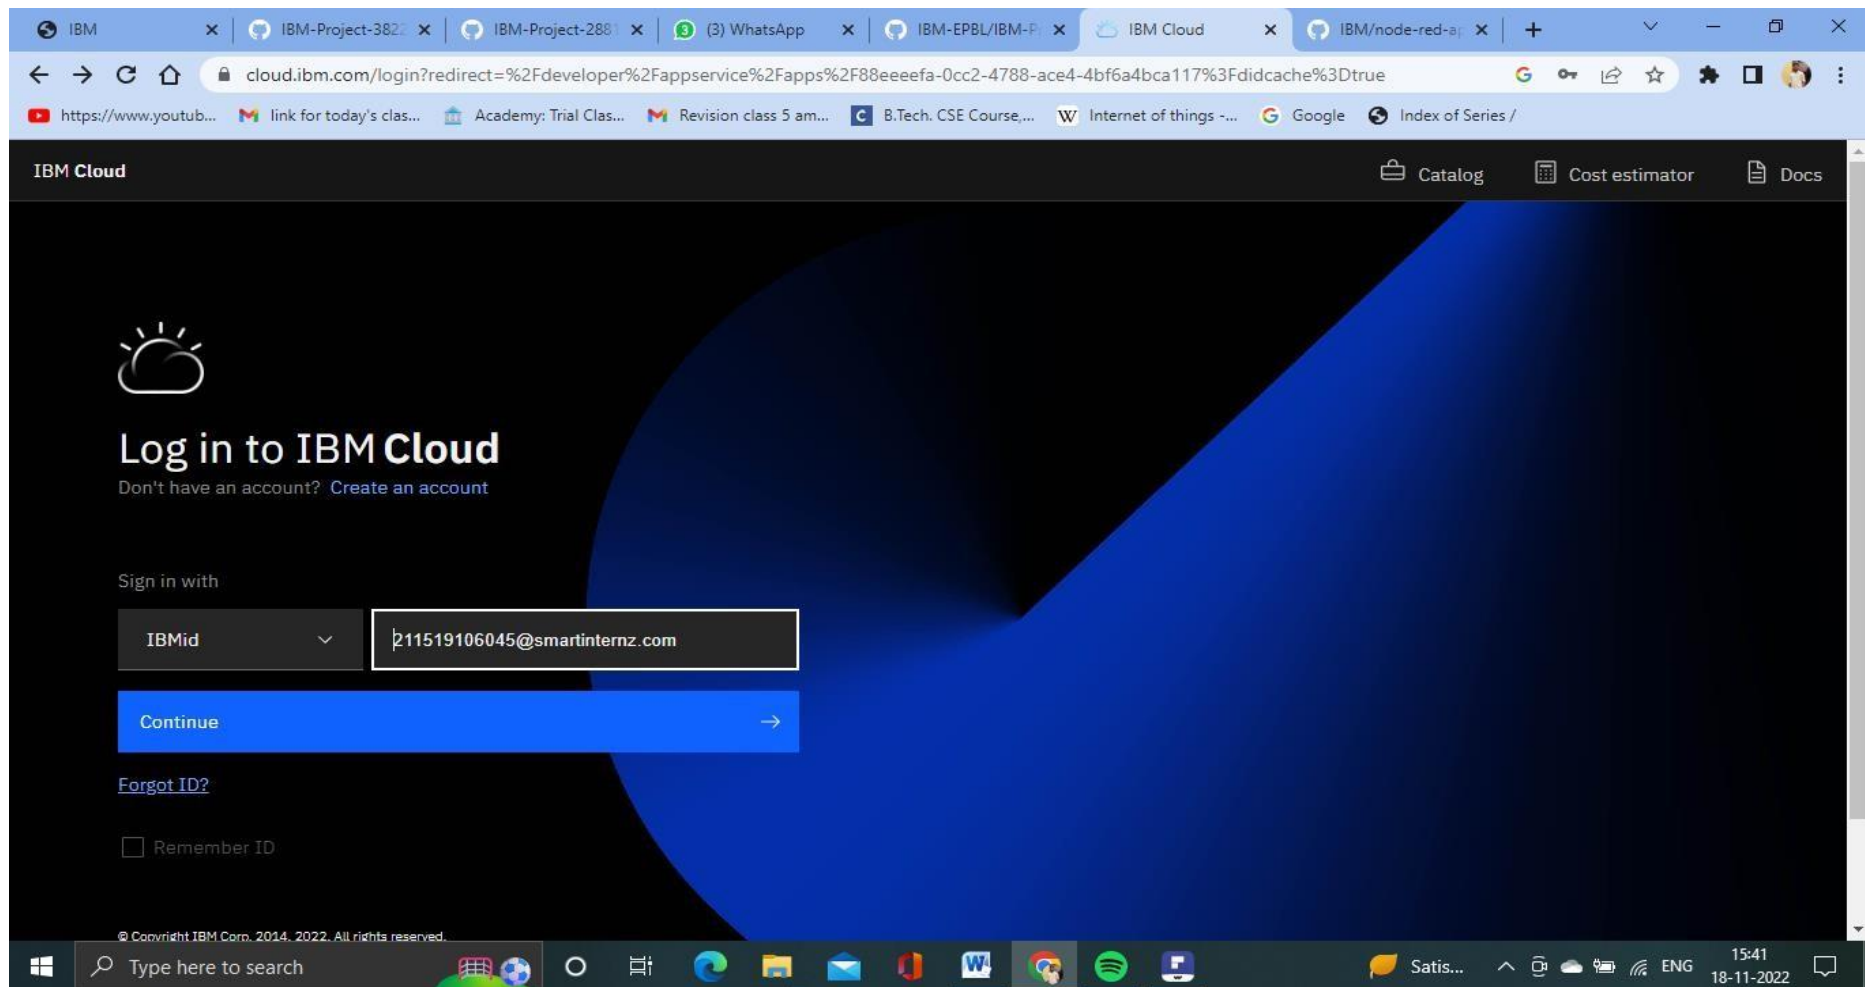 IBM
IBM-Project-3822
IBM-Project-2881
(3) WhatsApp
IBM-EPBL/IBM-P
IBM Cloud
IBM/node-red-ap
cloud.ibm.com/login?redirect=%2Fdeveloper%2Fappservice%2Fapps%2F88eeeefa-0cc2-4788-ace4-4bf6a4bca117%3Fdidcache%3Dtrue
https://www.youtub...
link for today's clas...
Academy: Trial Clas...
Revision class 5 am...
B.Tech. CSE Course,...
Internet of things -...
Google
Index of Series /
IBM Cloud
Catalog
Cost estimator
Docs
Log in to IBM Cloud
Don't have an account? Create an account
Sign in with
IBMid
211519106045@smartinternz.com
Continue
Forgot ID?
Remember ID
© Copyright IBM Corp. 2014, 2022. All rights reserved.
Type here to search
Satis...
ENG
15:41
18-11-2022